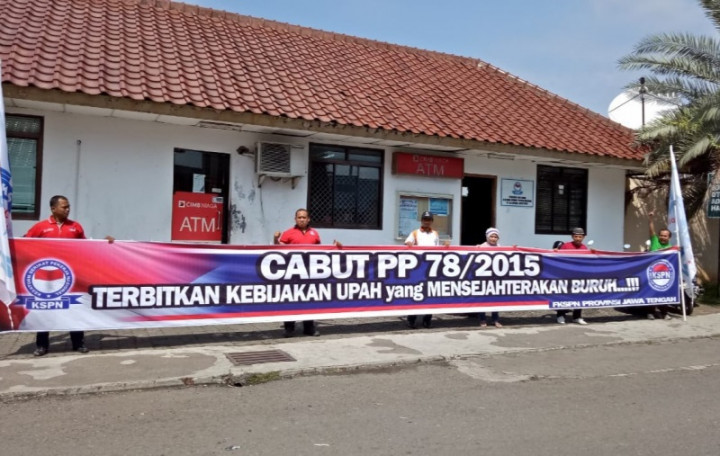 CIMB NIAGA
ATM
ATM
KSPN
CABUT PP 78/2015
TERBITKAN KEBIJAKAN UPAH yang MENSEJAHTERAKAN BURUH....!!!
FKSPN PROVINSI JAWA TENGAH
FKSPN